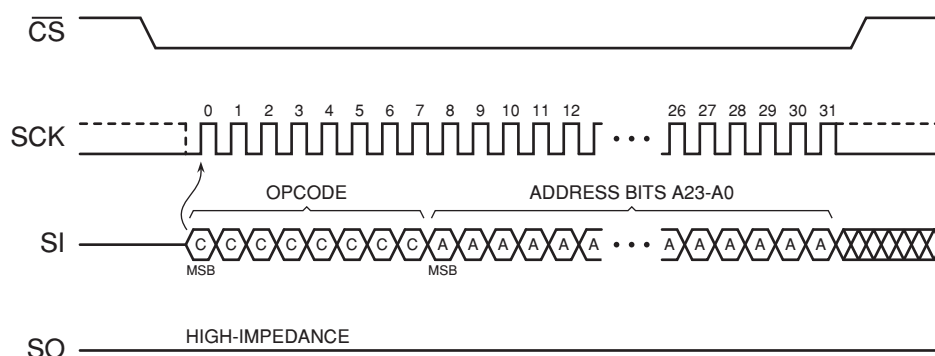 CS
0 1 2 3 4 5 6 7 8 9 10 11 12 26 27 28 29 30 31
SCK
OPCODE ADDRESS BITS A23-A0
SI C C C C C C C C A A A A A A A A A A A A
MSB MSB
HIGH-IMPEDANCE
SO